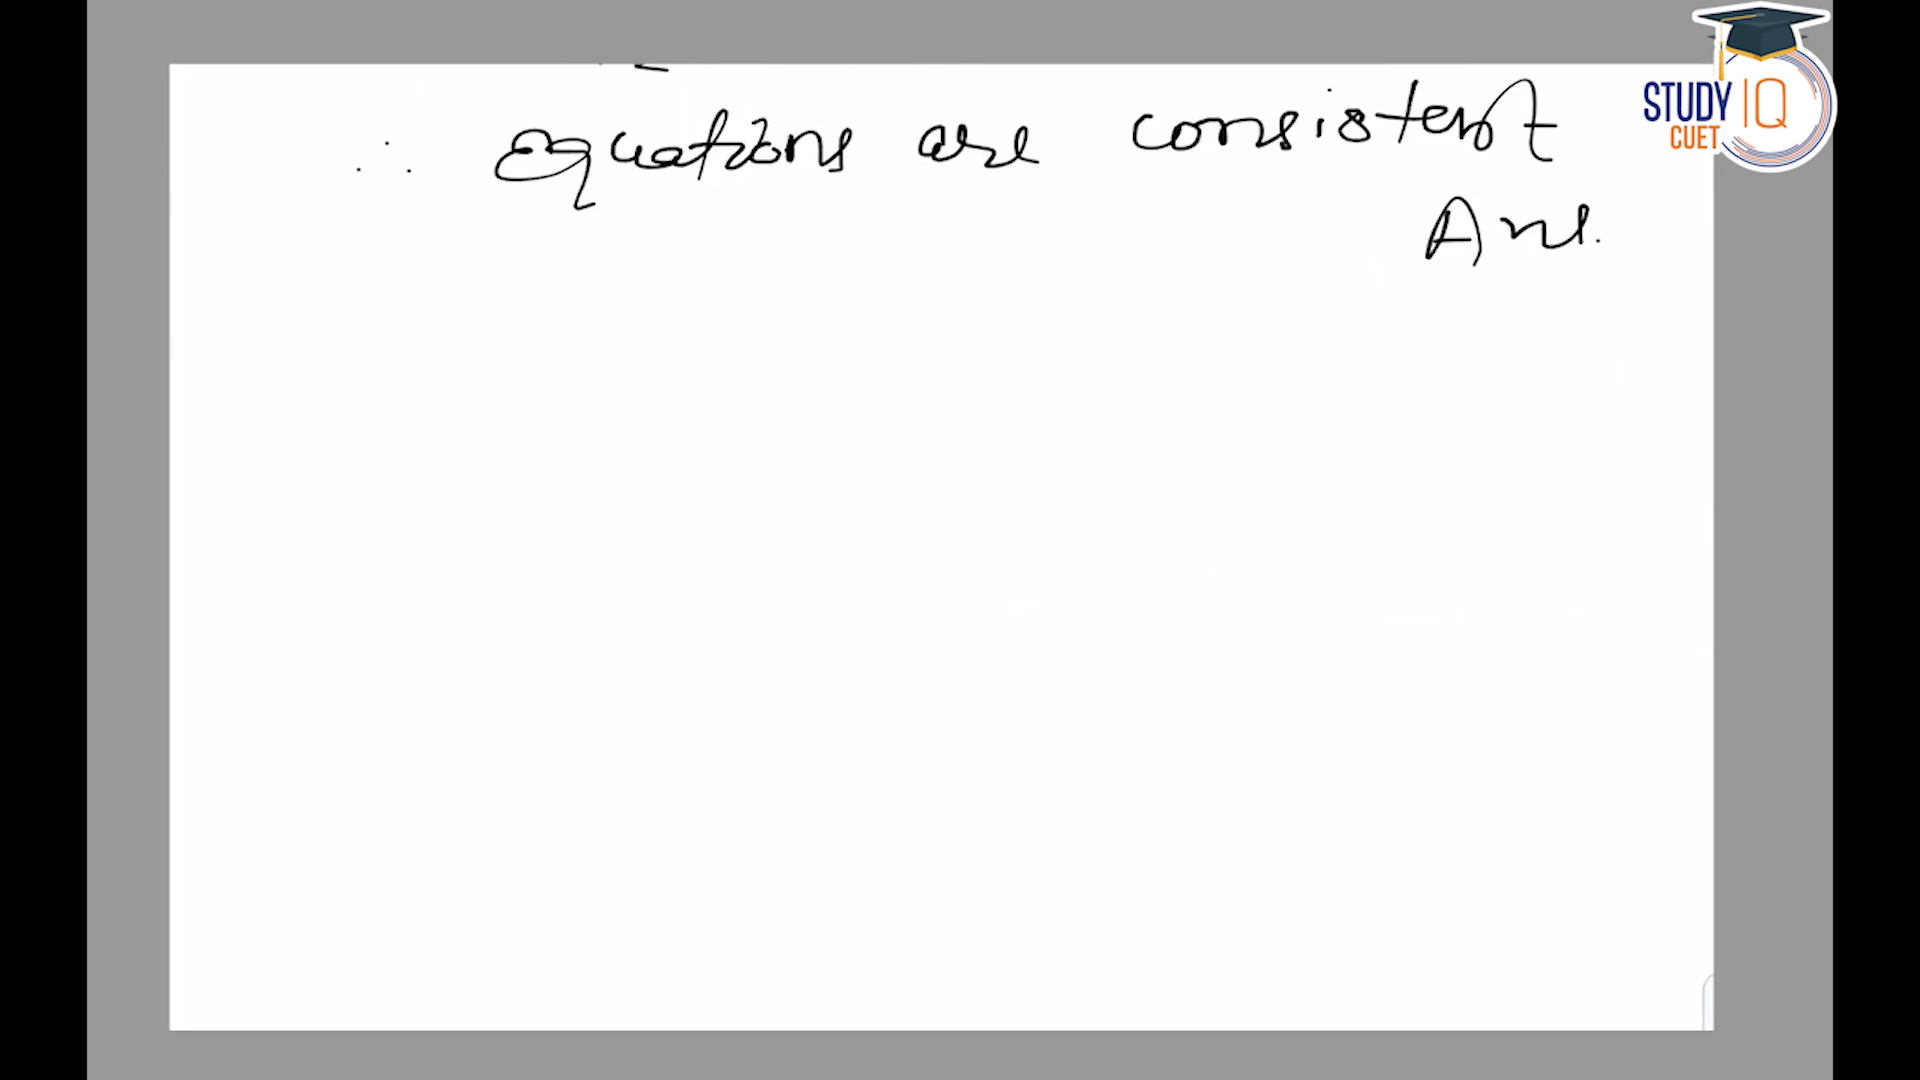 ∴ equations are consistent
Ans.
STUDY IQ
CUET